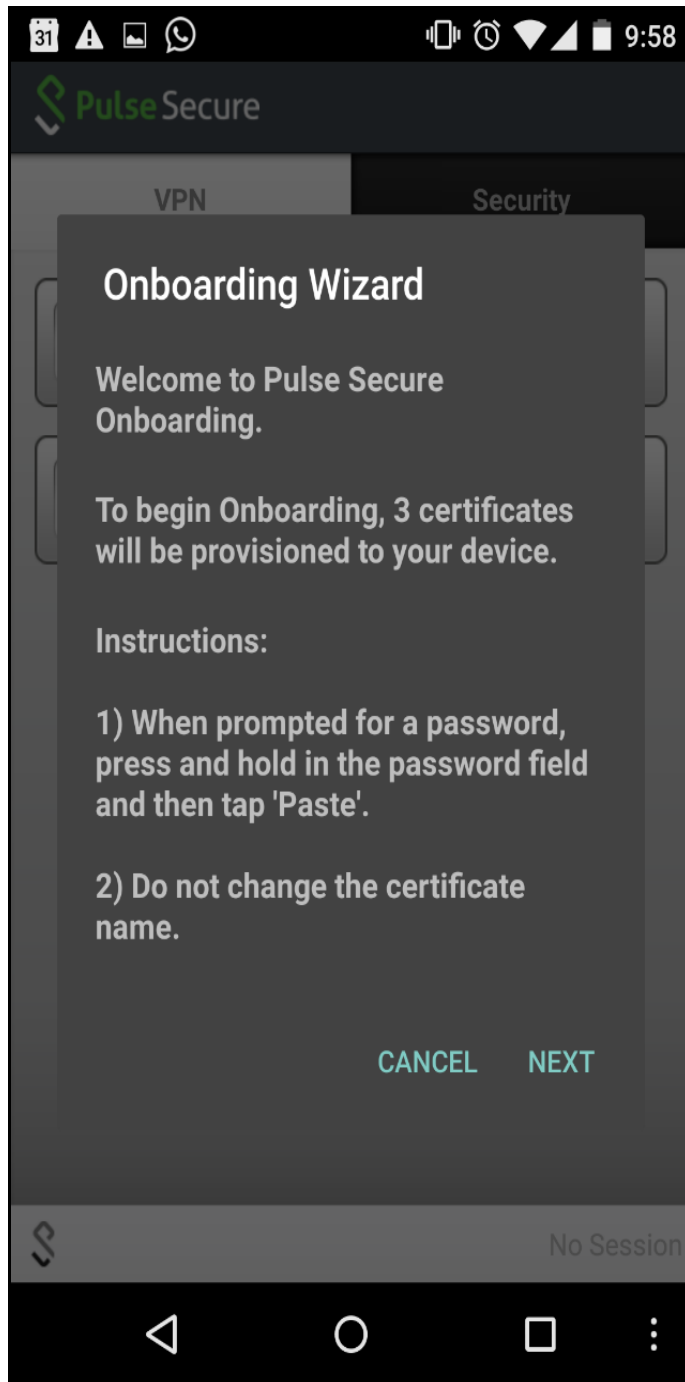 31
9:58
Pulse Secure
VPN
Security
Onboarding Wizard
Welcome to Pulse Secure
Onboarding.
To begin Onboarding, 3 certificates
will be provisioned to your device.
Instructions:
1) When prompted for a password,
press and hold in the password field
and then tap 'Paste'.
2) Do not change the certificate
name.
CANCEL
NEXT
No Session